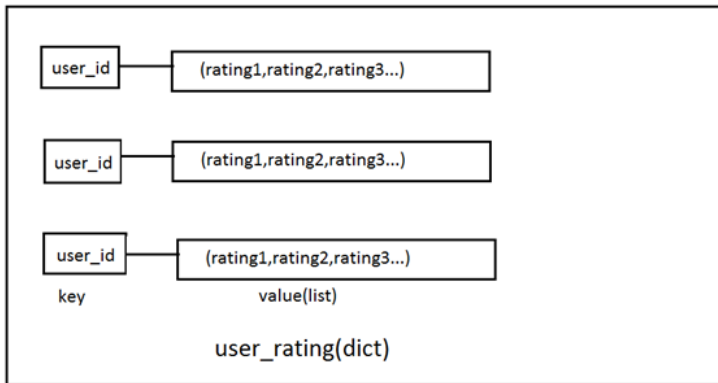 user_id (rating1,rating2,rating3...)
user_id (rating1,rating2,rating3...)
user_id (rating1,rating2,rating3...)
key value(list)
user_rating(dict)